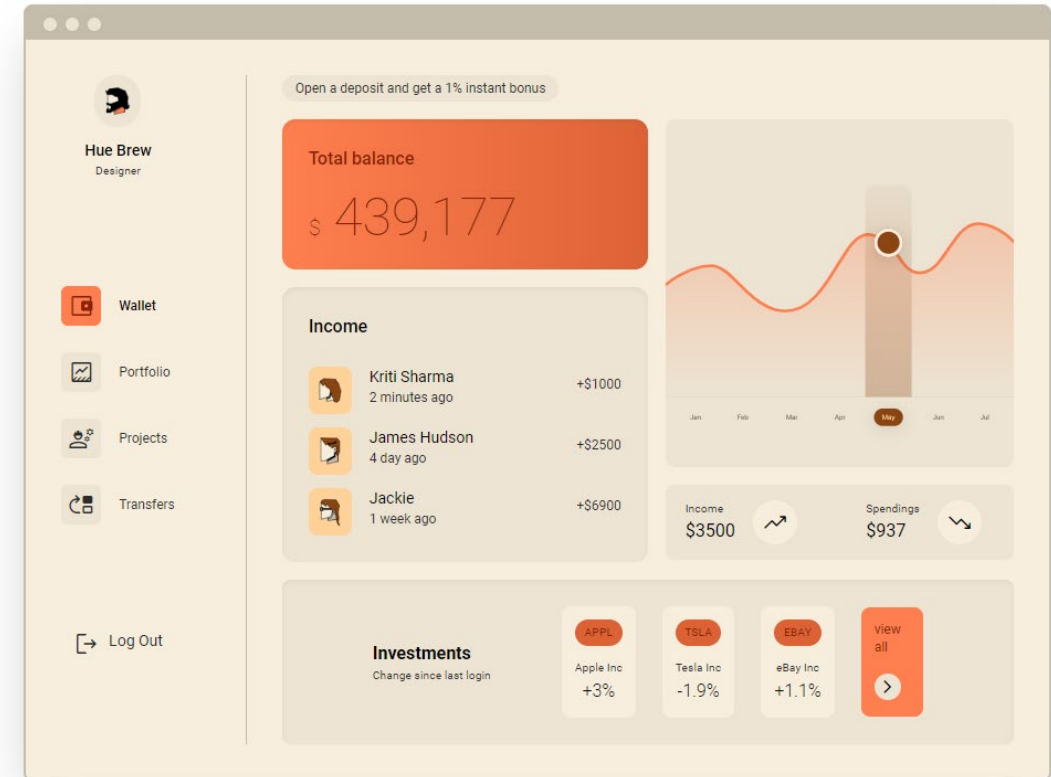 Hue Brew
Designer
Wallet
Portfolio
Projects
Transfers
Log Out
Open a deposit and get a 1% instant bonus
Total balance
$ 439,177
Income
Kriti Sharma
2 minutes ago
+$1000
James Hudson
4 day ago
+$2500
Jackie
1 week ago
+$6900
Jan Feb Mar Apr May Jun Jul
Income
$3500
Spendings
$937
Investments
Change since last login
APPL
Apple Inc
+3%
TSLA
Tesla Inc
-1.9%
EBAY
eBay Inc
+1.1%
view
all